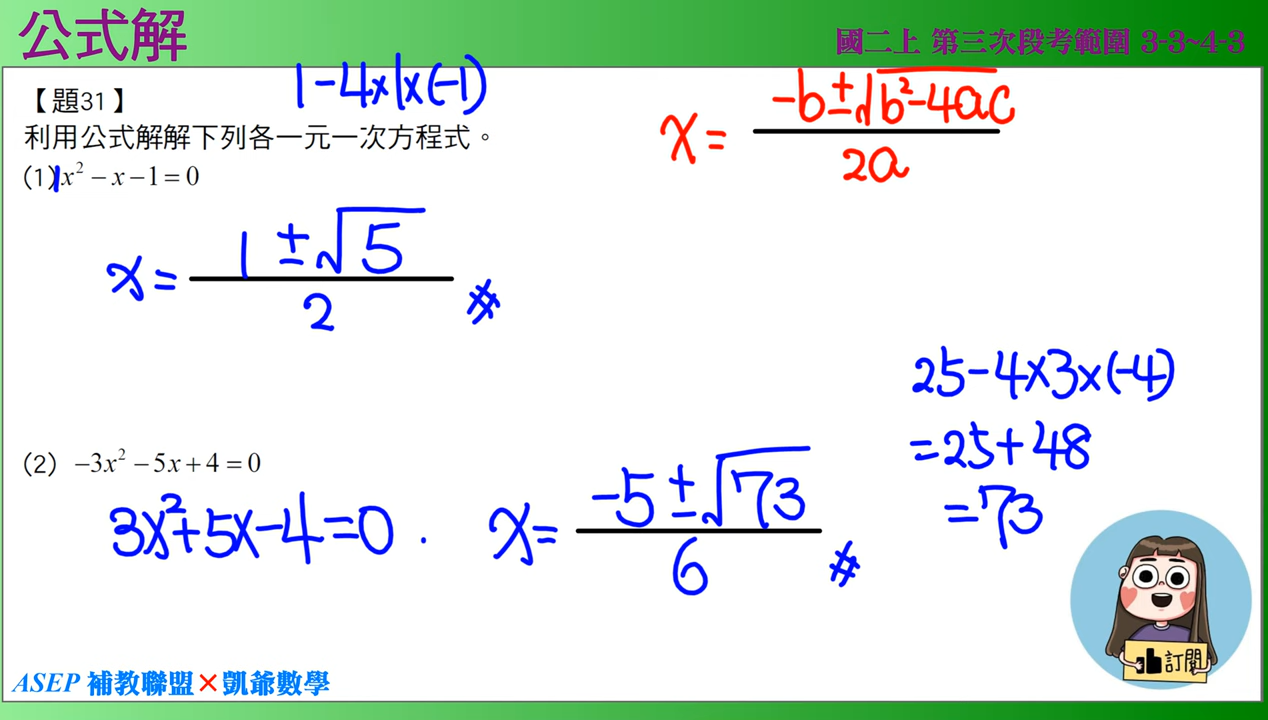 公式解
國二上 第三次段考範圍 3-3~4-3
【題31】
1-4×1×(-1)
利用公式解解下列各一元一次方程式。
x = (-b±√(b²-4ac))/(2a)
(1) 1x² - x - 1 = 0
x = (1±√5)/2 #
(2) -3x² - 5x + 4 = 0
3x²+5x-4=0.
x = (-5±√73)/6 #
25-4×3×(-4)
=25+48
=73
訂閱
ASEP 補教聯盟×凱爺數學